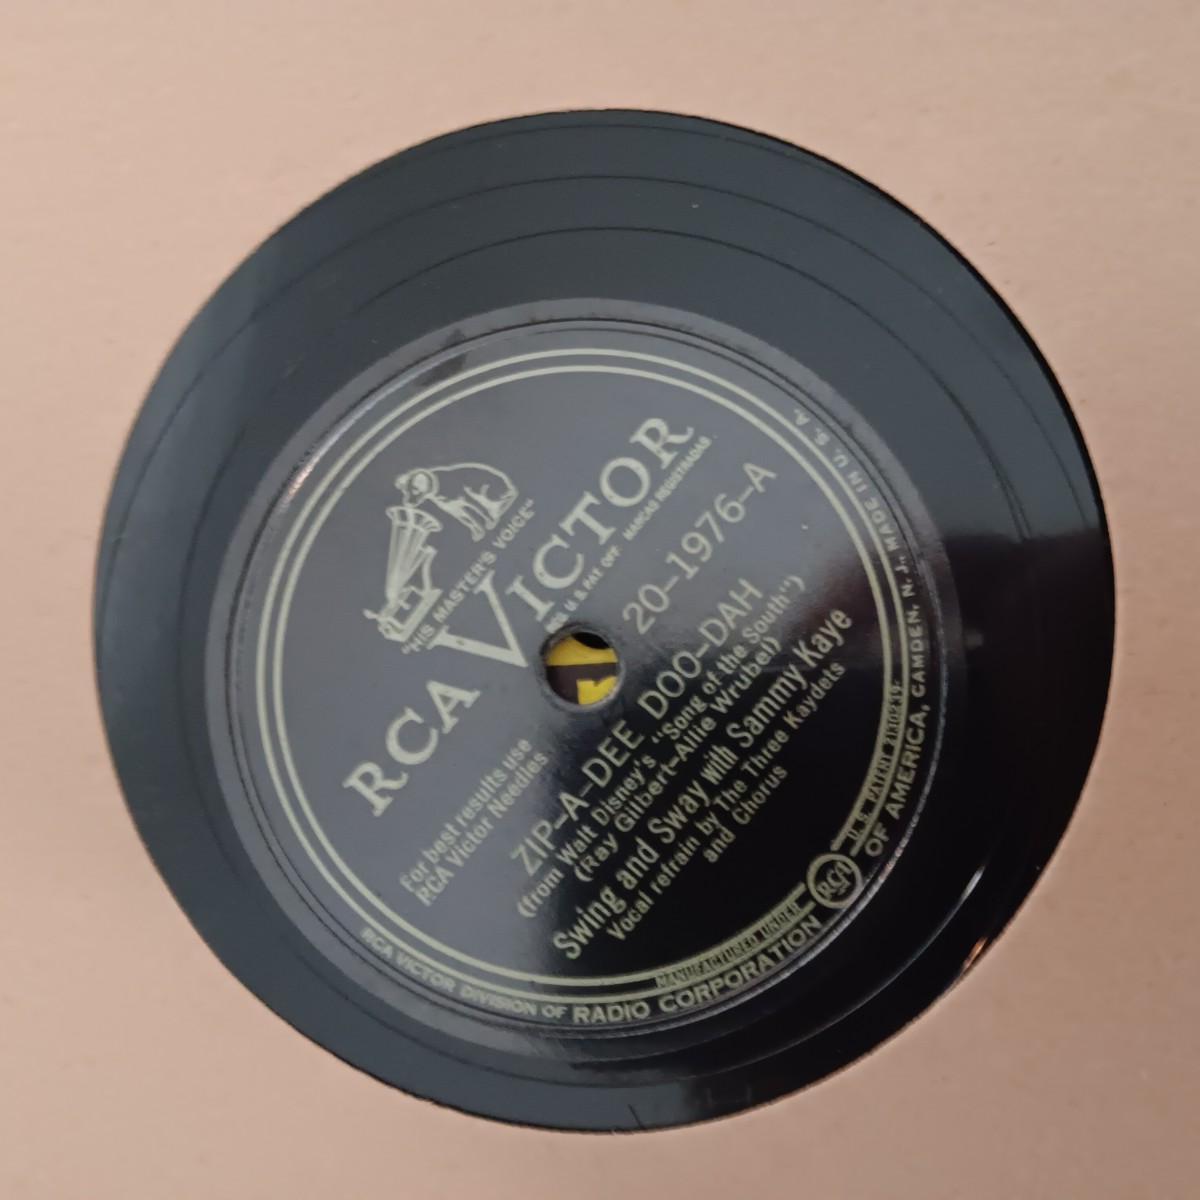 "HIS MASTER'S VOICE"
RCA VICTOR
REG. U.S. PAT. OFF. MARCAS REGISTRADAS.
20-1976-A
For best results use
RCA Victor Needles
ZIP-A-DEE DOO-DAH
(from Walt Disney's "Song of the South")
(Ray Gilbert-Allie Wrubel)
Swing and Sway with Sammy Kaye
Vocal refrain by The Three Kaydets
and Chorus
MANUFACTURED UNDER RCA U. S. PATENT 2130239.
RCA VICTOR DIVISION OF RADIO CORPORATION OF AMERICA, CAMDEN, N. J., MADE IN U. S. A.